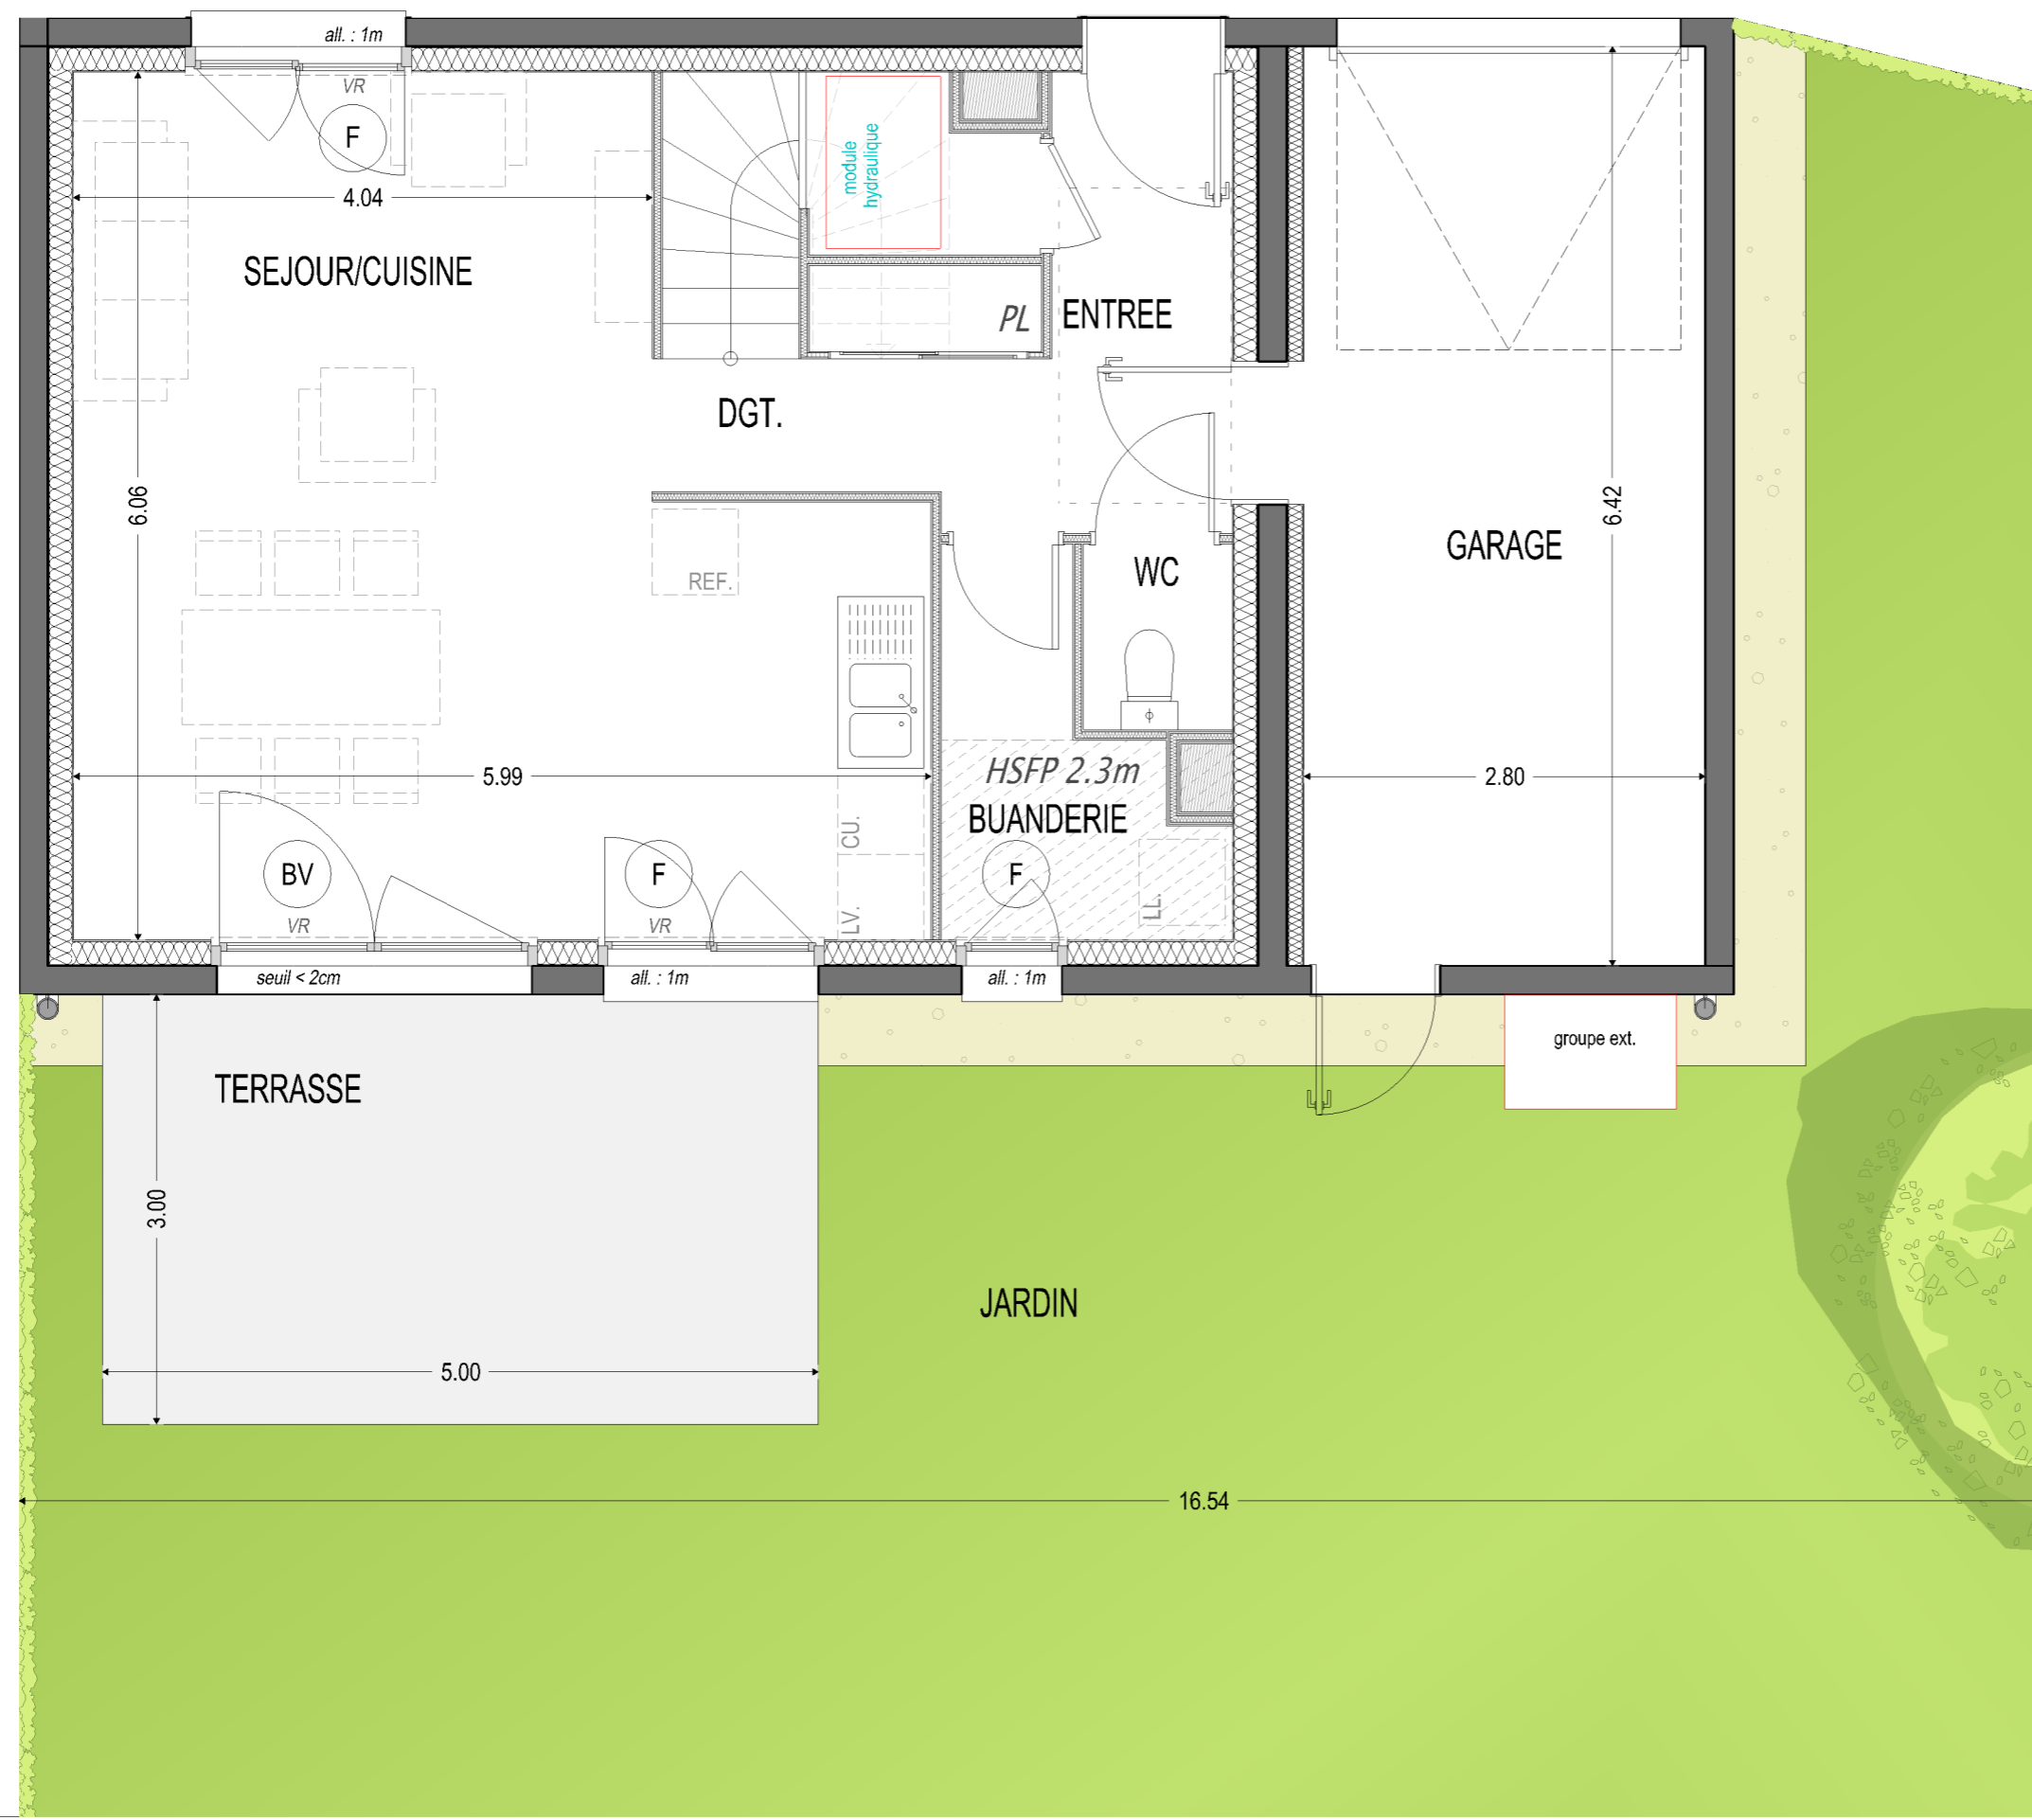 all. : 1m
VR
F
module
hydraulique
4.04
SEJOUR/CUISINE
PL
ENTREE
DGT.
6.06
6.42
GARAGE
WC
REF.
5.99
HSFP 2.3m
2.80
BUANDERIE
CU.
BV
F
F
VR
VR
LV.
LL.
seuil < 2cm
all. : 1m
all. : 1m
groupe ext.
TERRASSE
3.00
JARDIN
5.00
16.54